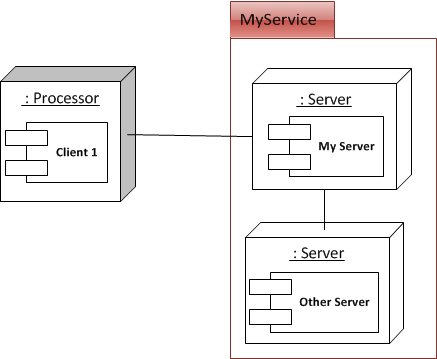 MyService
: Processor
Client 1
: Server
My Server
: Server
Other Server